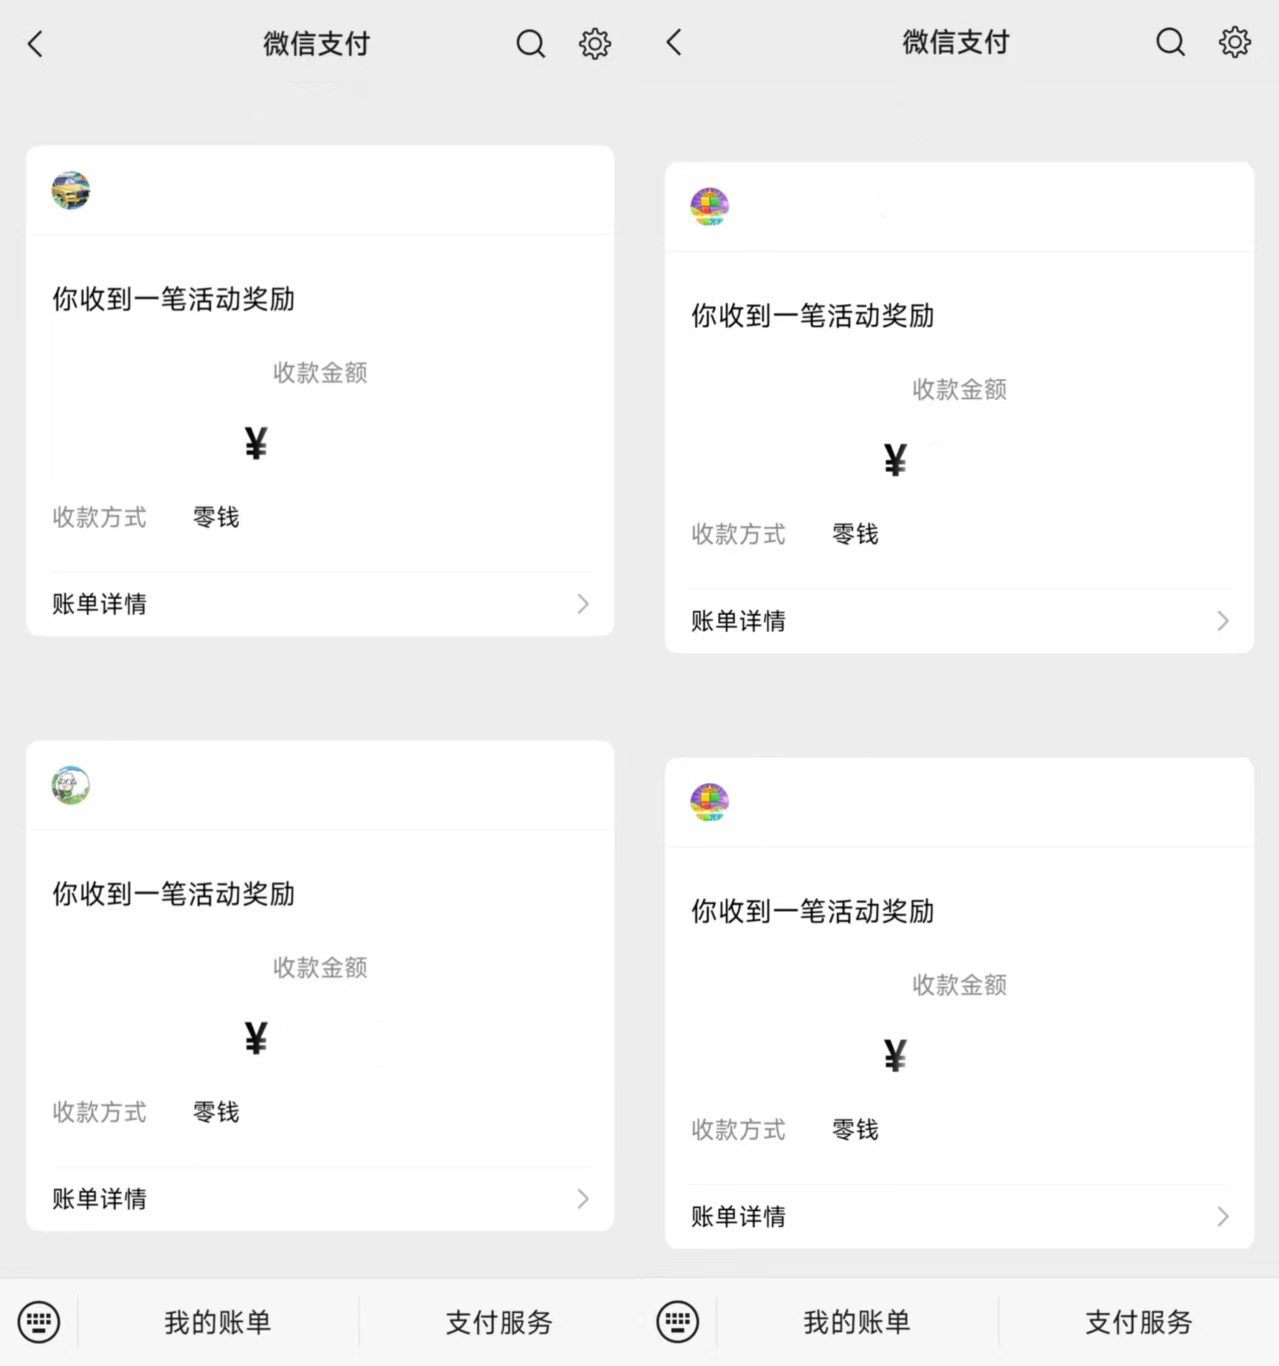 微信支付
你收到一笔活动奖励
收款金额
¥
收款方式 零钱
账单详情
你收到一笔活动奖励
收款金额
¥
收款方式 零钱
账单详情
我的账单 支付服务
微信支付
你收到一笔活动奖励
收款金额
¥
收款方式 零钱
账单详情
你收到一笔活动奖励
收款金额
¥
收款方式 零钱
账单详情
我的账单 支付服务